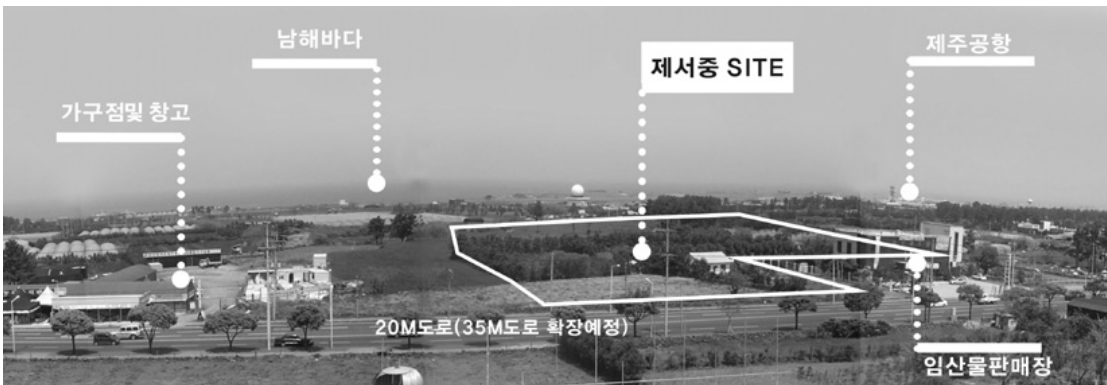 남해바다
제서중 SITE
제주공항
가구점및 창고
20M도로(35M도로 확장예정)
임산물판매장